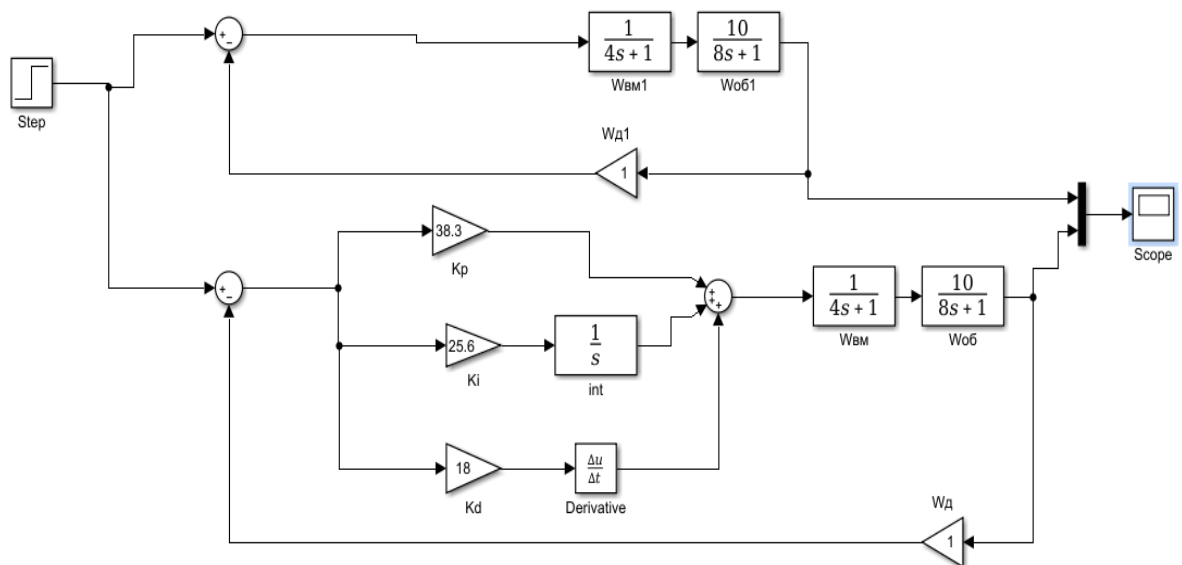 +
−
1
4s + 1
10
8s + 1
Wвм1
Wоб1
Step
Wд1
1
38.3
Kp
Scope
+
−
+
+
+
1
4s + 1
10
8s + 1
Wвм
Wоб
25.6
Ki
1
s
int
18
Kd
Δu
Δt
Derivative
Wд
1